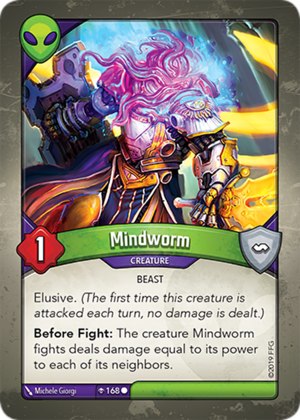 Mindworm
CREATURE
1
BEAST
Elusive. (The first time this creature is
attacked each turn, no damage is dealt.)
Before Fight: The creature Mindworm
fights deals damage equal to its power
to each of its neighbors.
©2019 FFG
Michele Giorgi
168